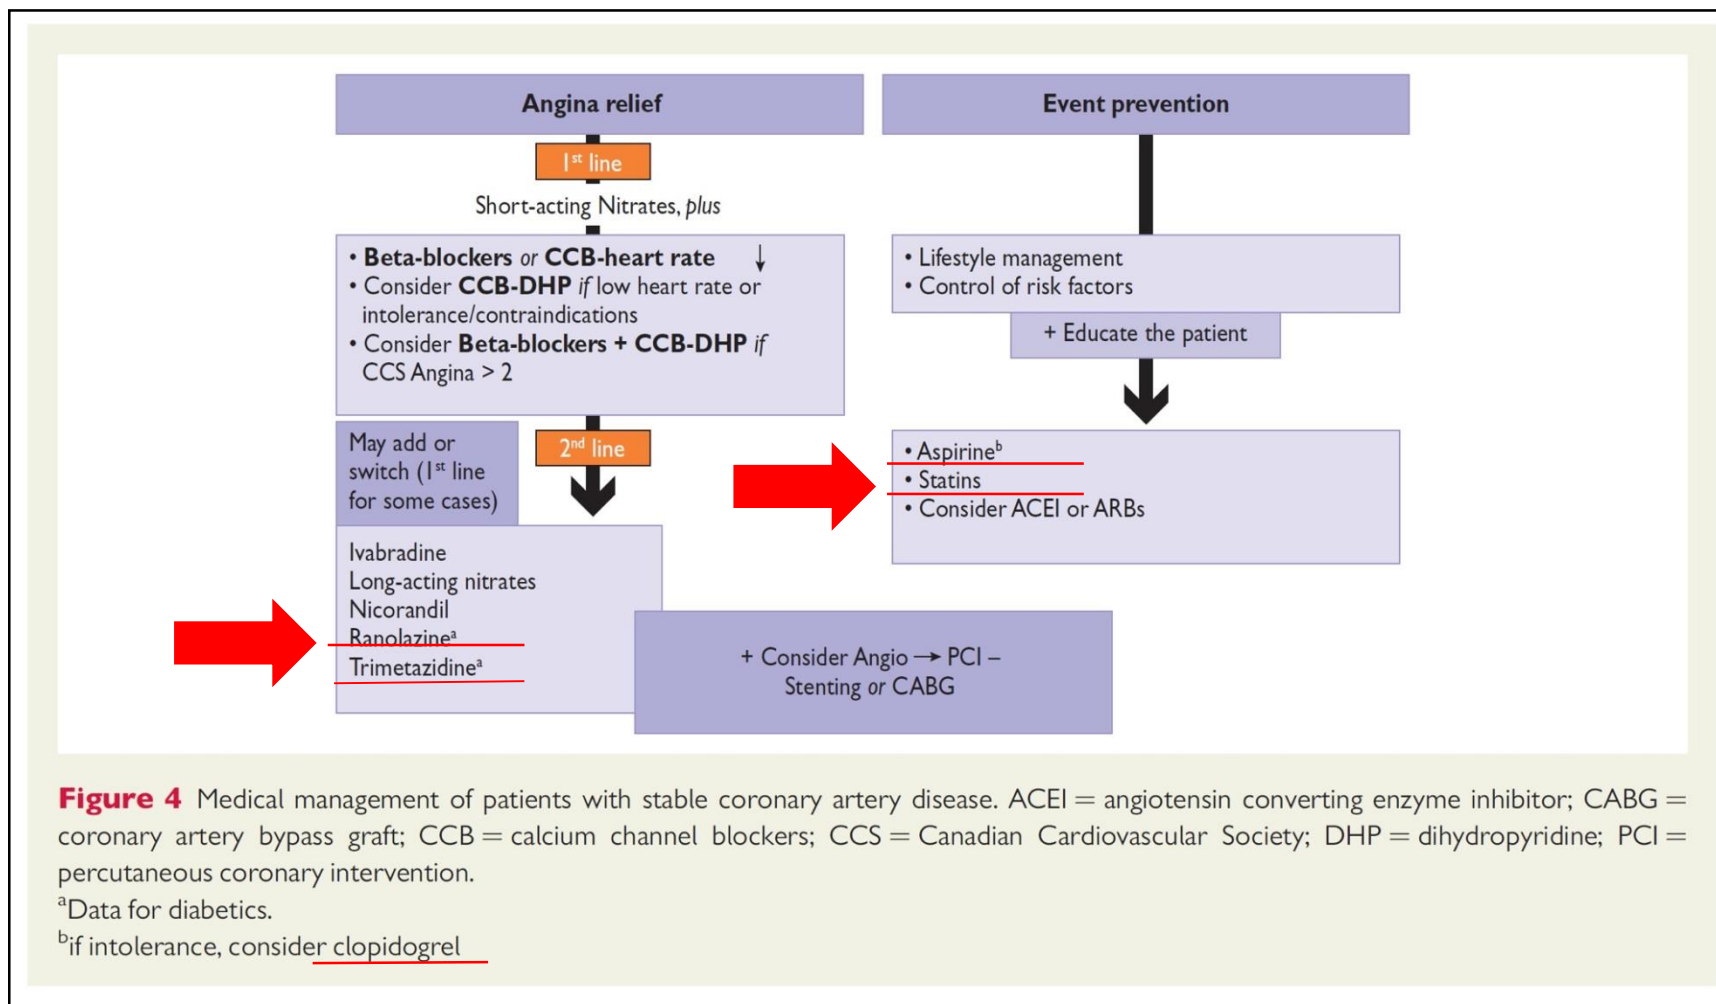 Angina relief
1st line
Short-acting Nitrates, plus
• Beta-blockers or CCB-heart rate ↓
• Consider CCB-DHP if low heart rate or
intolerance/contraindications
• Consider Beta-blockers + CCB-DHP if
CCS Angina > 2
May add or
switch (1st line
for some cases)
2nd line
Ivabradine
Long-acting nitrates
Nicorandil
Ranolazineᵃ
Trimetazidineᵃ
+ Consider Angio → PCI –
Stenting or CABG
Event prevention
• Lifestyle management
• Control of risk factors
+ Educate the patient
• Aspirineᵇ
• Statins
• Consider ACEI or ARBs
Figure 4 Medical management of patients with stable coronary artery disease. ACEI = angiotensin converting enzyme inhibitor; CABG =
coronary artery bypass graft; CCB = calcium channel blockers; CCS = Canadian Cardiovascular Society; DHP = dihydropyridine; PCI =
percutaneous coronary intervention.
ᵃData for diabetics.
ᵇif intolerance, consider clopidogrel